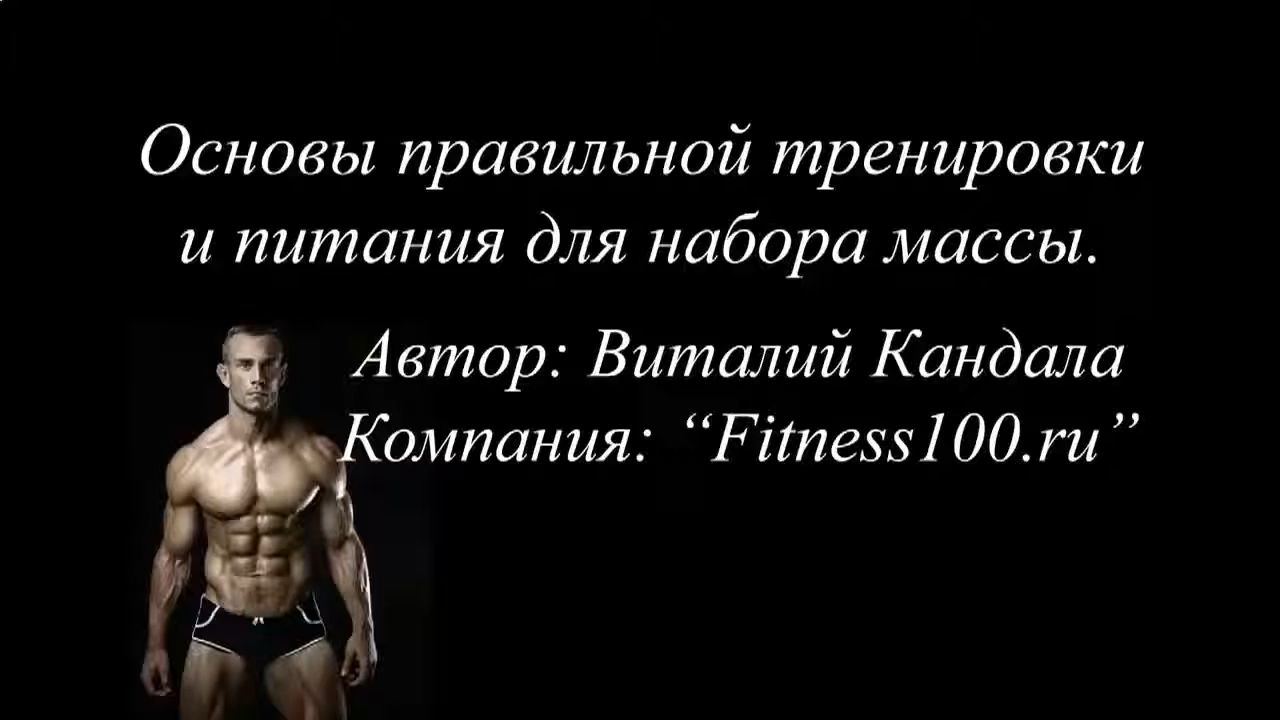 Основы правильной тренировки
и питания для набора массы.
Автор: Виталий Кандала
Компания: “Fitness100.ru”